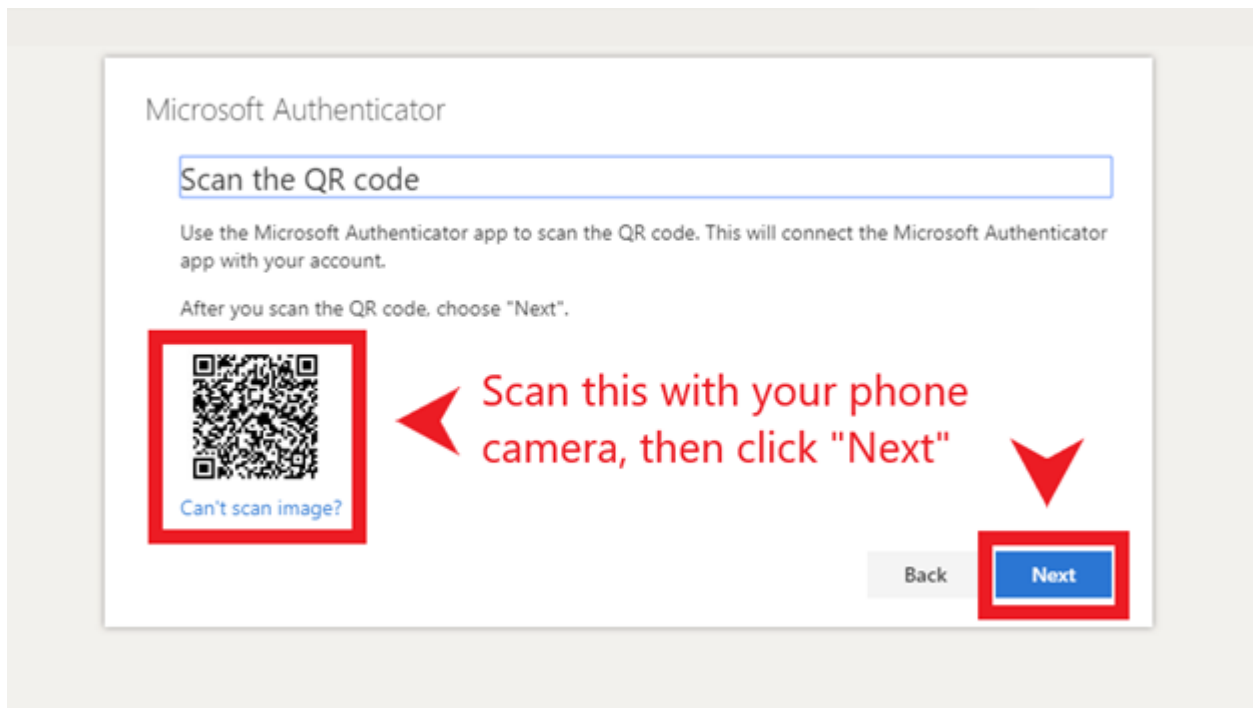 Microsoft Authenticator
Scan the QR code
Use the Microsoft Authenticator app to scan the QR code. This will connect the Microsoft Authenticator
app with your account.
After you scan the QR code, choose "Next".
Scan this with your phone
camera, then click "Next"
Can't scan image?
Back
Next